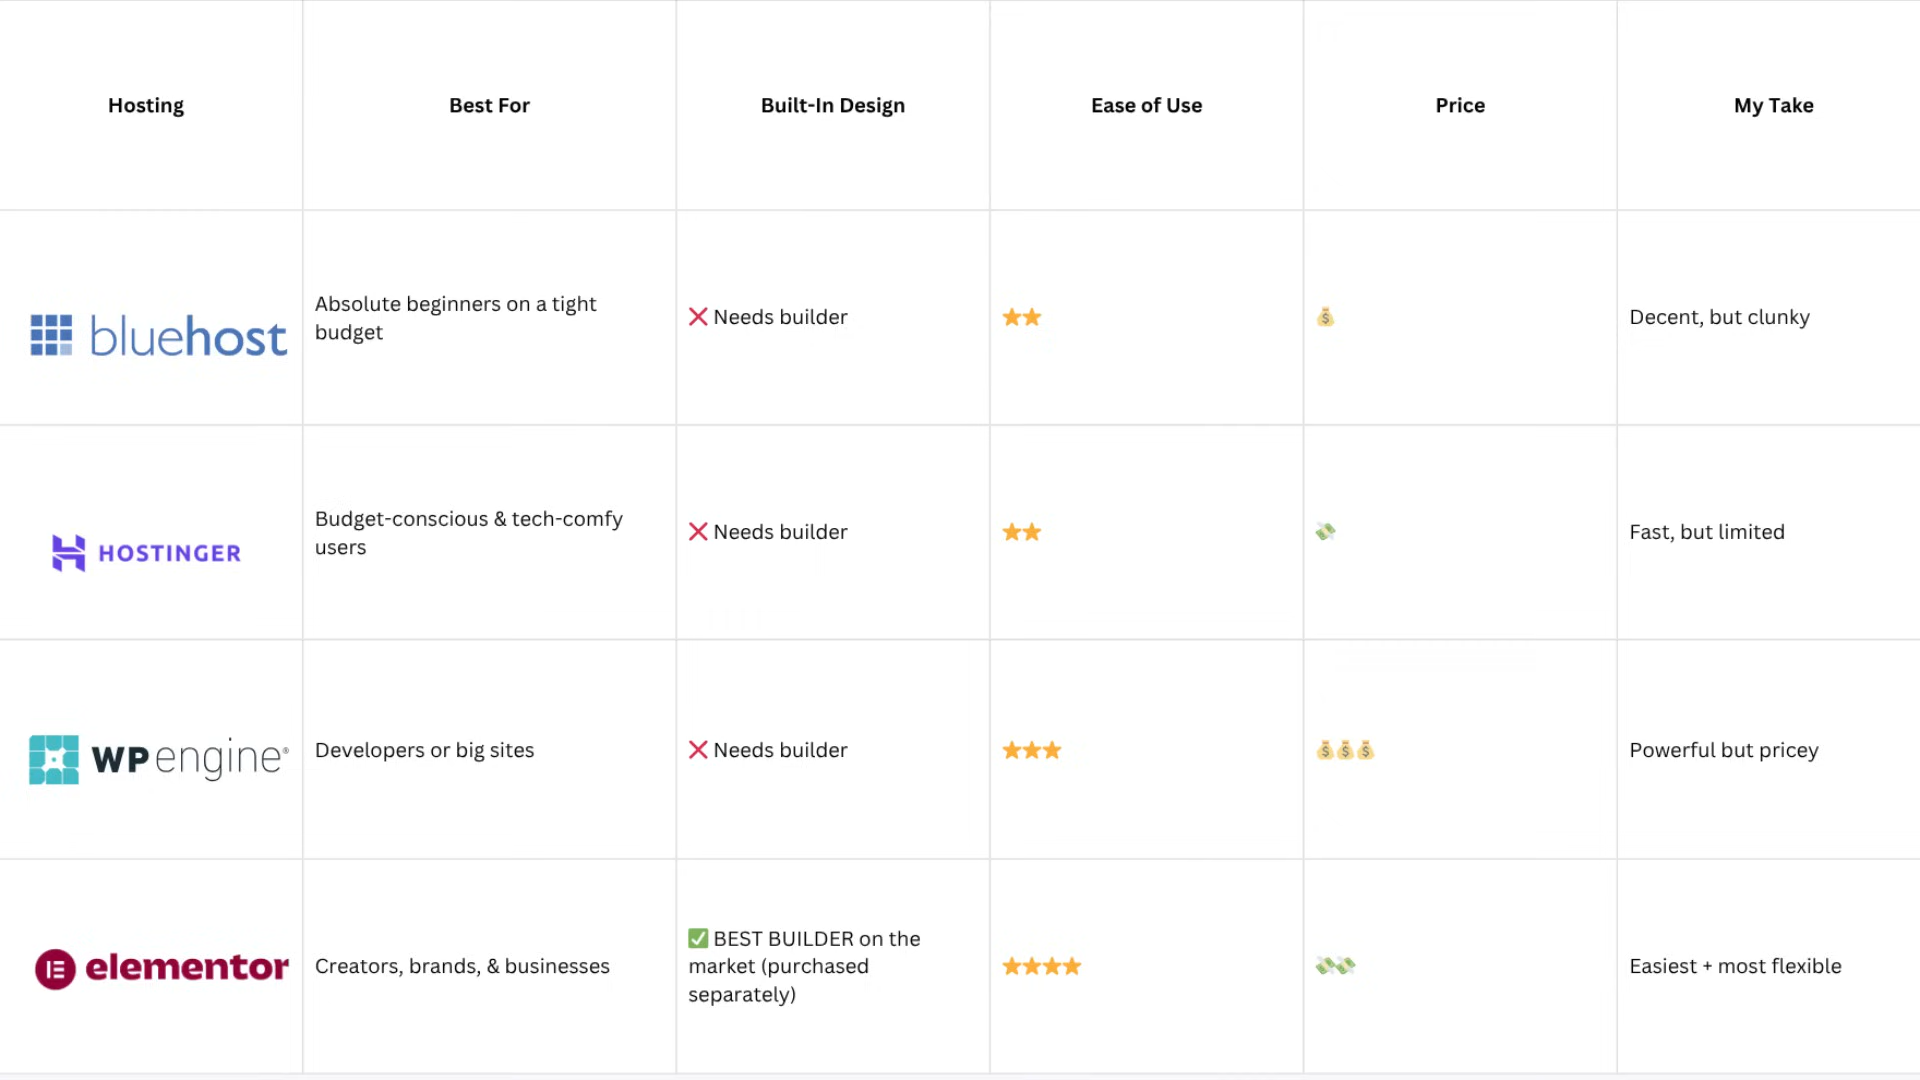 Hosting
Best For
Built-In Design
Ease of Use
Price
My Take
bluehost
Absolute beginners on a tight
budget
❌ Needs builder
⭐⭐
💰
Decent, but clunky
HOSTINGER
Budget-conscious & tech-comfy
users
❌ Needs builder
⭐⭐
💸
Fast, but limited
WP engine®
Developers or big sites
❌ Needs builder
⭐⭐⭐
💰💰💰
Powerful but pricey
elementor
Creators, brands, & businesses
✅ BEST BUILDER on the
market (purchased
separately)
⭐⭐⭐⭐
💸💸
Easiest + most flexible